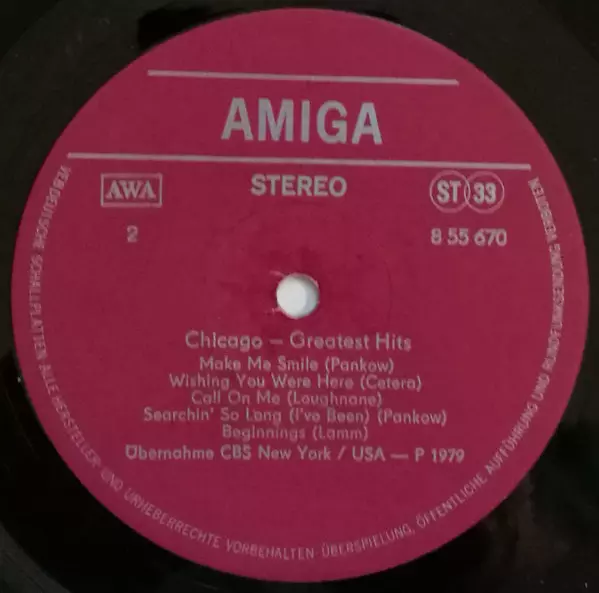 AMIGA
AWA
STEREO
ST 33
2
8 55 670
Chicago — Greatest Hits
Make Me Smile (Pankow)
Wishing You Were Here (Cetera)
Call On Me (Loughnane)
Searchin' So Long (I've Been) (Pankow)
Beginnings (Lamm)
Übernahme CBS New York / USA — P 1979
VEB DEUTSCHE SCHALLPLATTEN. ALLE HERSTELLER- UND URHEBERRECHTE VORBEHALTEN · ÜBERSPIELUNG, ÖFFENTLICHE AUFFÜHRUNG UND RUNDFUNKSENDUNG VERBOTEN